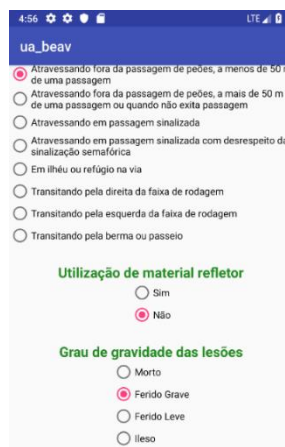 4:56
LTE
ua_beav
Atravessando fora da passagem de peões, a menos de 50
de uma passagem
Atravessando fora da passagem de peões, a mais de 50 m
de uma passagem ou quando não exita passagem
Atravessando em passagem sinalizada
Atravessando em passagem sinalizada com desrespeito da
sinalização semafórica
Em ilhéu ou refúgio na via
Transitando pela direita da faixa de rodagem
Transitando pela esquerda da faixa de rodagem
Transitando pela berma ou passeio
Utilização de material refletor
Sim
Não
Grau de gravidade das lesões
Morto
Ferido Grave
Ferido Leve
Ileso